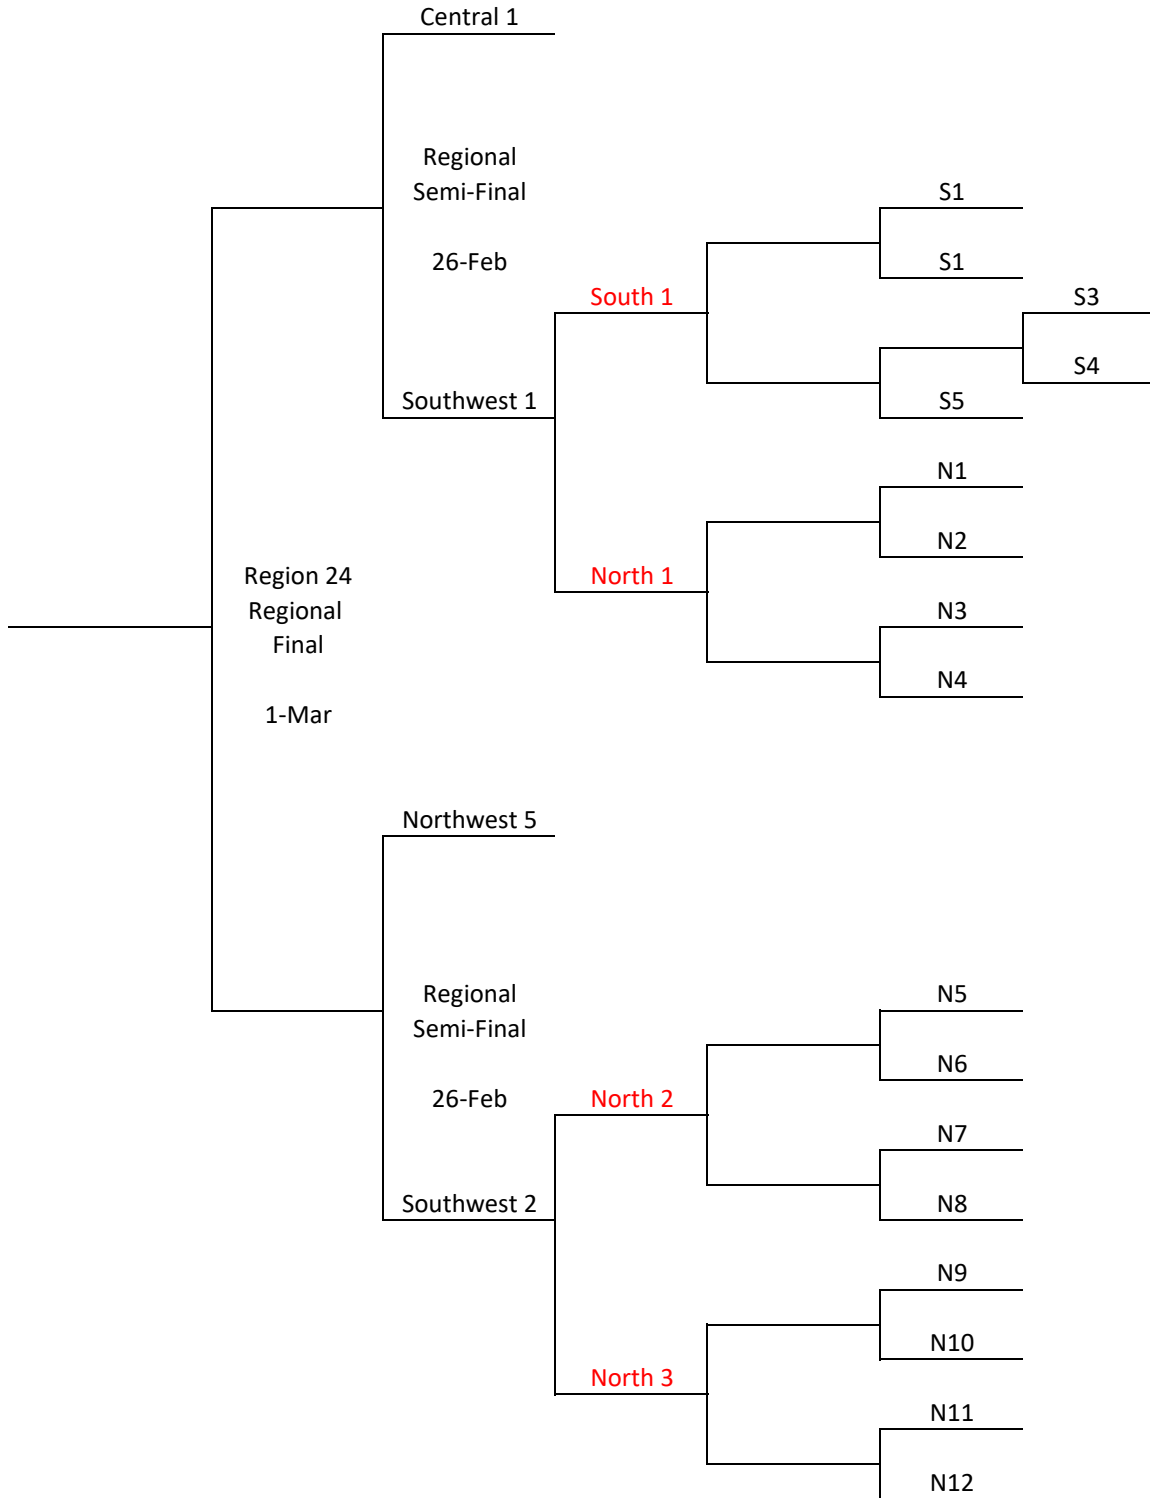 Central 1
Regional
Semi-Final
S1
26-Feb
S1
South 1
S3
S4
Southwest 1
S5
N1
N2
North 1
Region 24
Regional
Final
N3
N4
1-Mar
Northwest 5
Regional
Semi-Final
N5
N6
26-Feb
North 2
N7
Southwest 2
N8
N9
N10
North 3
N11
N12